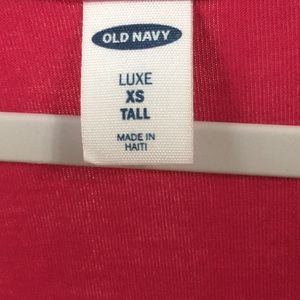 OLD NAVY
LUXE
XS
TALL
MADE IN
HAITI